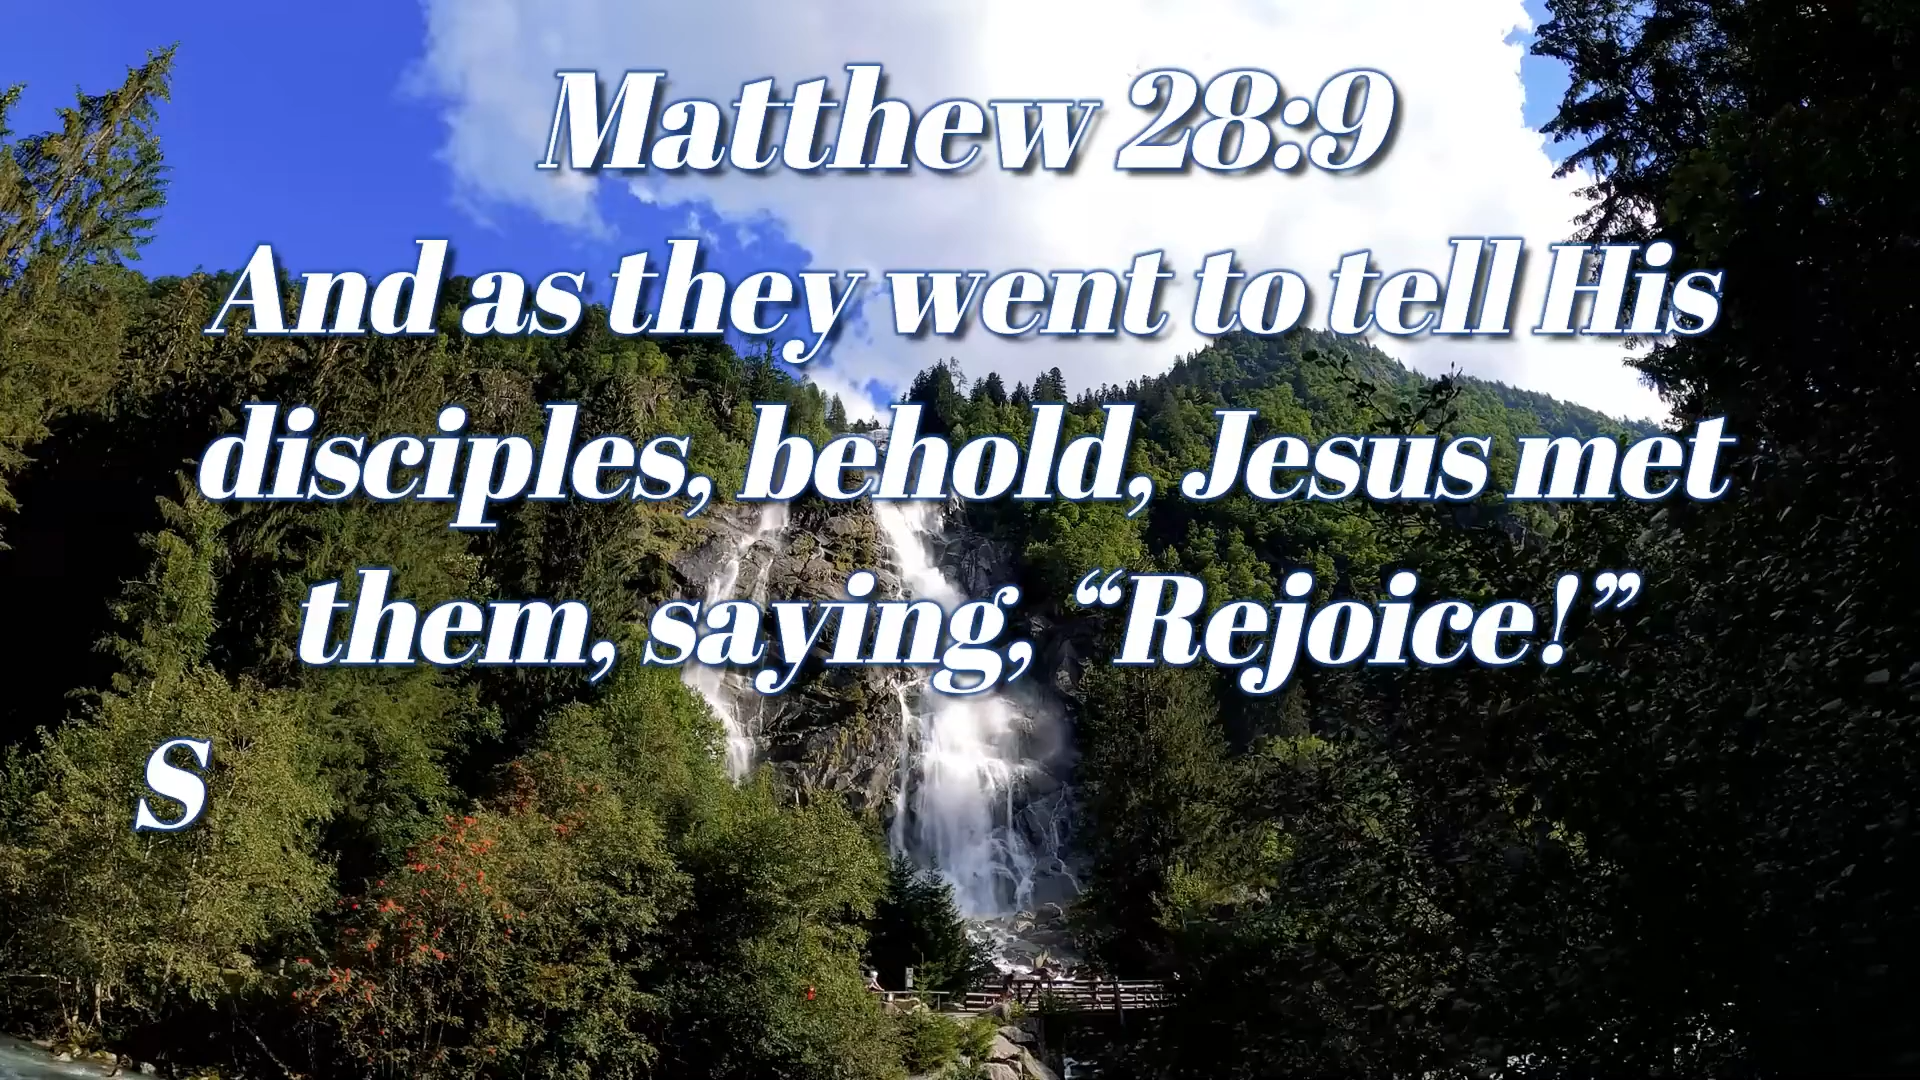 Matthew 28:9
And as they went to tell His
disciples, behold, Jesus met
them, saying, “Rejoice!”
S